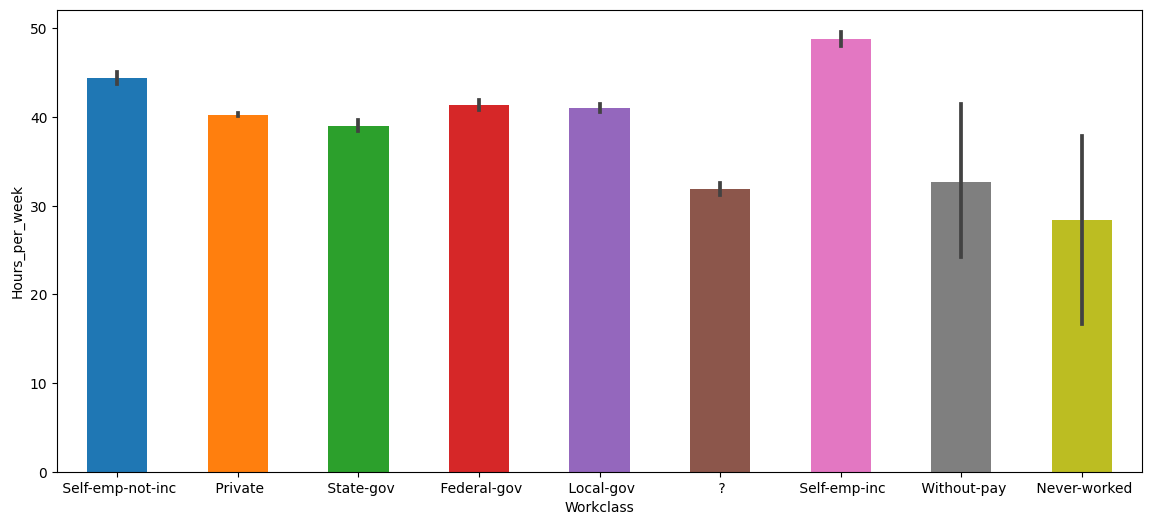 50
40
30
20
10
0
Hours_per_week
Self-emp-not-inc Private State-gov Federal-gov Local-gov ? Self-emp-inc Without-pay Never-worked
Workclass